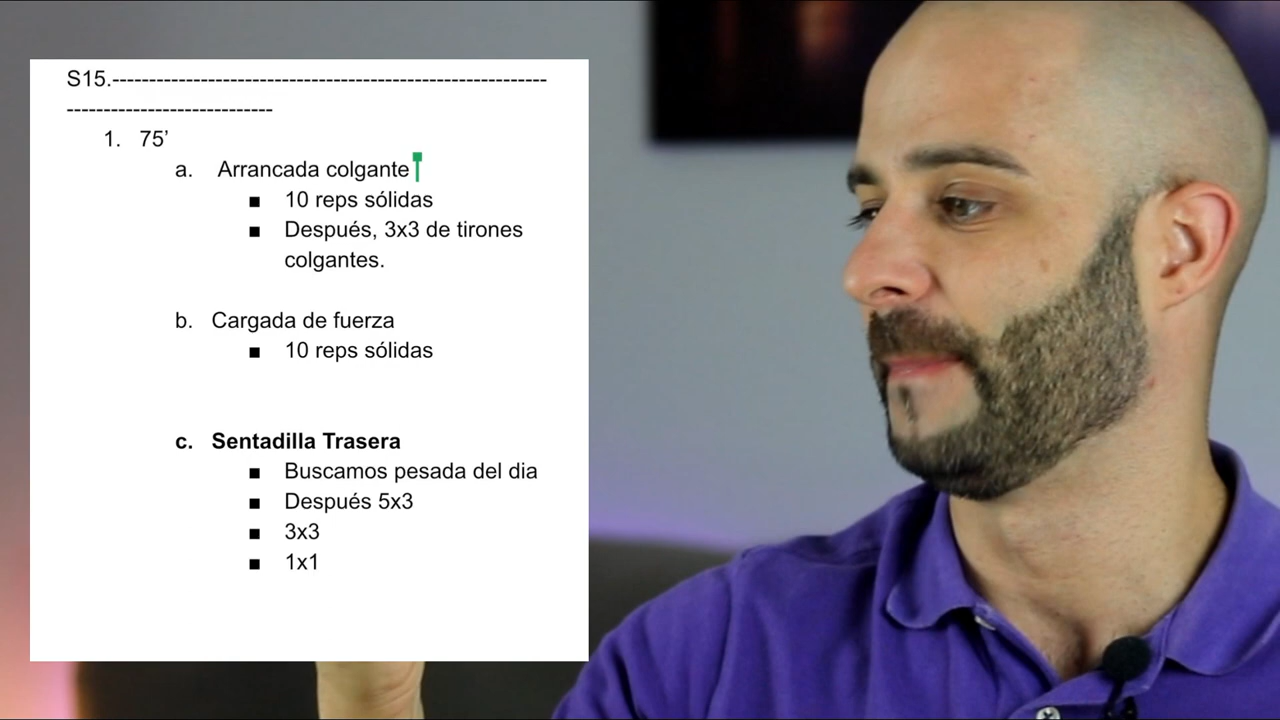 S15.------------------------------------------------------------
----------------------------
1. 75’
a. Arrancada colgante
■ 10 reps sólidas
■ Después, 3x3 de tirones
colgantes.
b. Cargada de fuerza
■ 10 reps sólidas
c. Sentadilla Trasera
■ Buscamos pesada del dia
■ Después 5x3
■ 3x3
■ 1x1